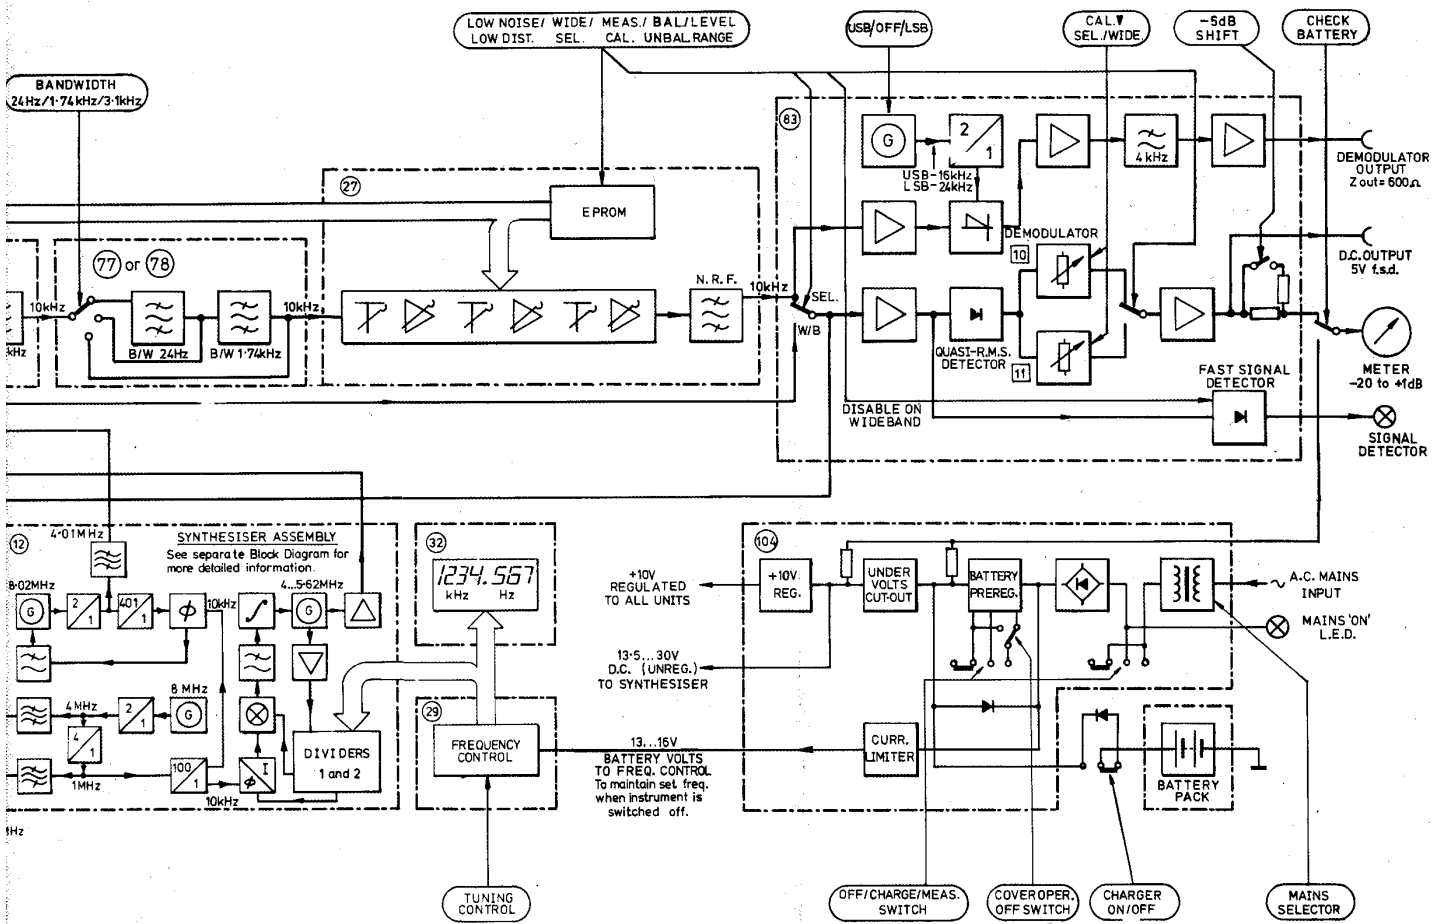 LOW NOISE/ WIDE/ MEAS./ BAL/LEVEL
LOW DIST. SEL. CAL. UNBAL. RANGE
USB/OFF/LSB
CAL.▼
SEL./WIDE.
-5dB
SHIFT
CHECK
BATTERY
BANDWIDTH
24Hz/1·74kHz/3·1kHz
83
G
2
1
USB-16kHz
LSB-24kHz
4kHz
DEMODULATOR
OUTPUT
Z out = 600Ω
27
EPROM
DEMODULATOR
10
D.C. OUTPUT
5V f.s.d.
77 or 78
10kHz
10kHz
N.R.F.
10kHz
SEL.
W/B
kHz
B/W 24Hz
B/W 1·74kHz
QUASI-R.M.S.
DETECTOR
11
METER
-20 to +1dB
FAST SIGNAL
DETECTOR
DISABLE ON
WIDEBAND
SIGNAL
DETECTOR
12
4·01MHz
SYNTHESISER ASSEMBLY
See separate Block Diagram for
more detailed information.
8·02MHz
4...5·62MHz
G
2
1
401
1
ϕ
10kHz
∫
G
8MHz
4MHz
2
1
G
4
1
1MHz
100
1
10kHz
ϕ
I
DIVIDERS
1 and 2
MHz
32
1234.567
kHz Hz
29
FREQUENCY
CONTROL
TUNING
CONTROL
104
+10V
REGULATED
TO ALL UNITS
+10V
REG.
UNDER
VOLTS
CUT-OUT
BATTERY
PREREG.
A.C. MAINS
INPUT
MAINS 'ON'
L.E.D.
13·5...30V
D.C. (UNREG.)
TO SYNTHESISER
13...16V
BATTERY VOLTS
TO FREQ. CONTROL
To maintain set freq.
when instrument is
switched off.
CURR.
LIMITER
BATTERY
PACK
OFF/CHARGE/MEAS.
SWITCH
COVER OPER.
OFF SWITCH
CHARGER
ON/OFF
MAINS
SELECTOR